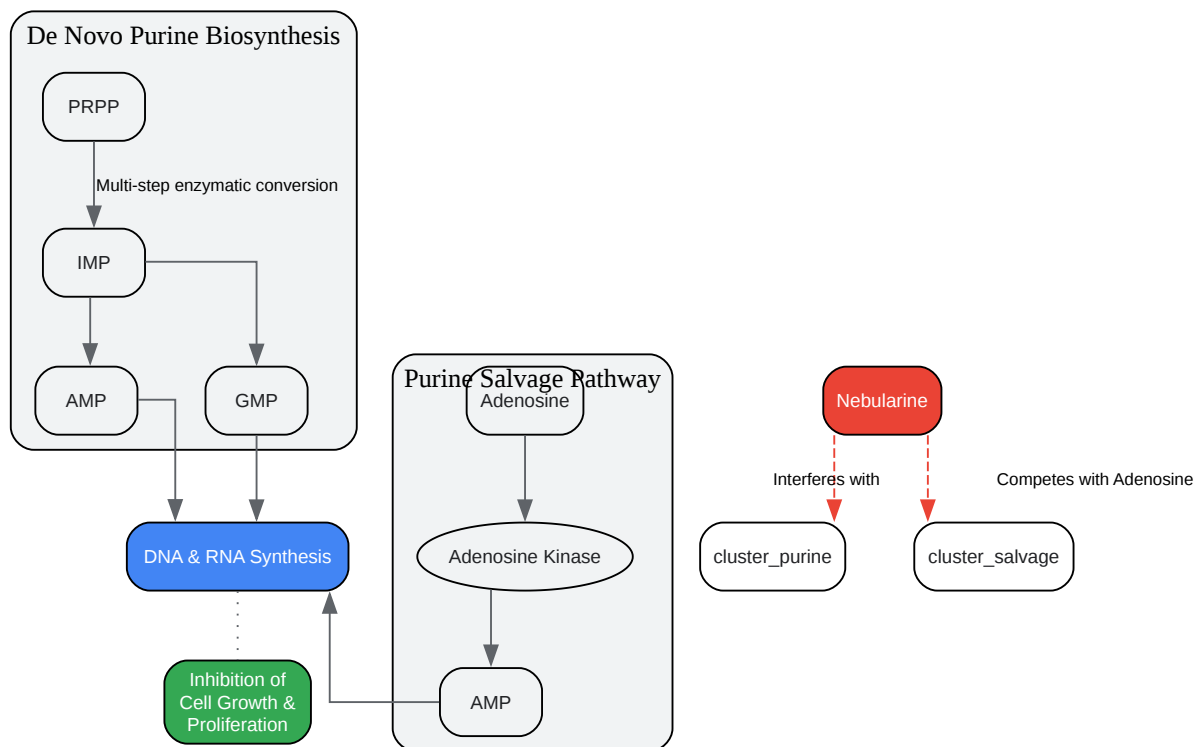 De Novo Purine Biosynthesis
PRPP
Multi-step enzymatic conversion
IMP
AMP
GMP
Purine Salvage Pathway
Adenosine
Nebularine
Interferes with
Competes with Adenosine
DNA & RNA Synthesis
Adenosine Kinase
cluster_purine
cluster_salvage
Inhibition of
Cell Growth &
Proliferation
AMP